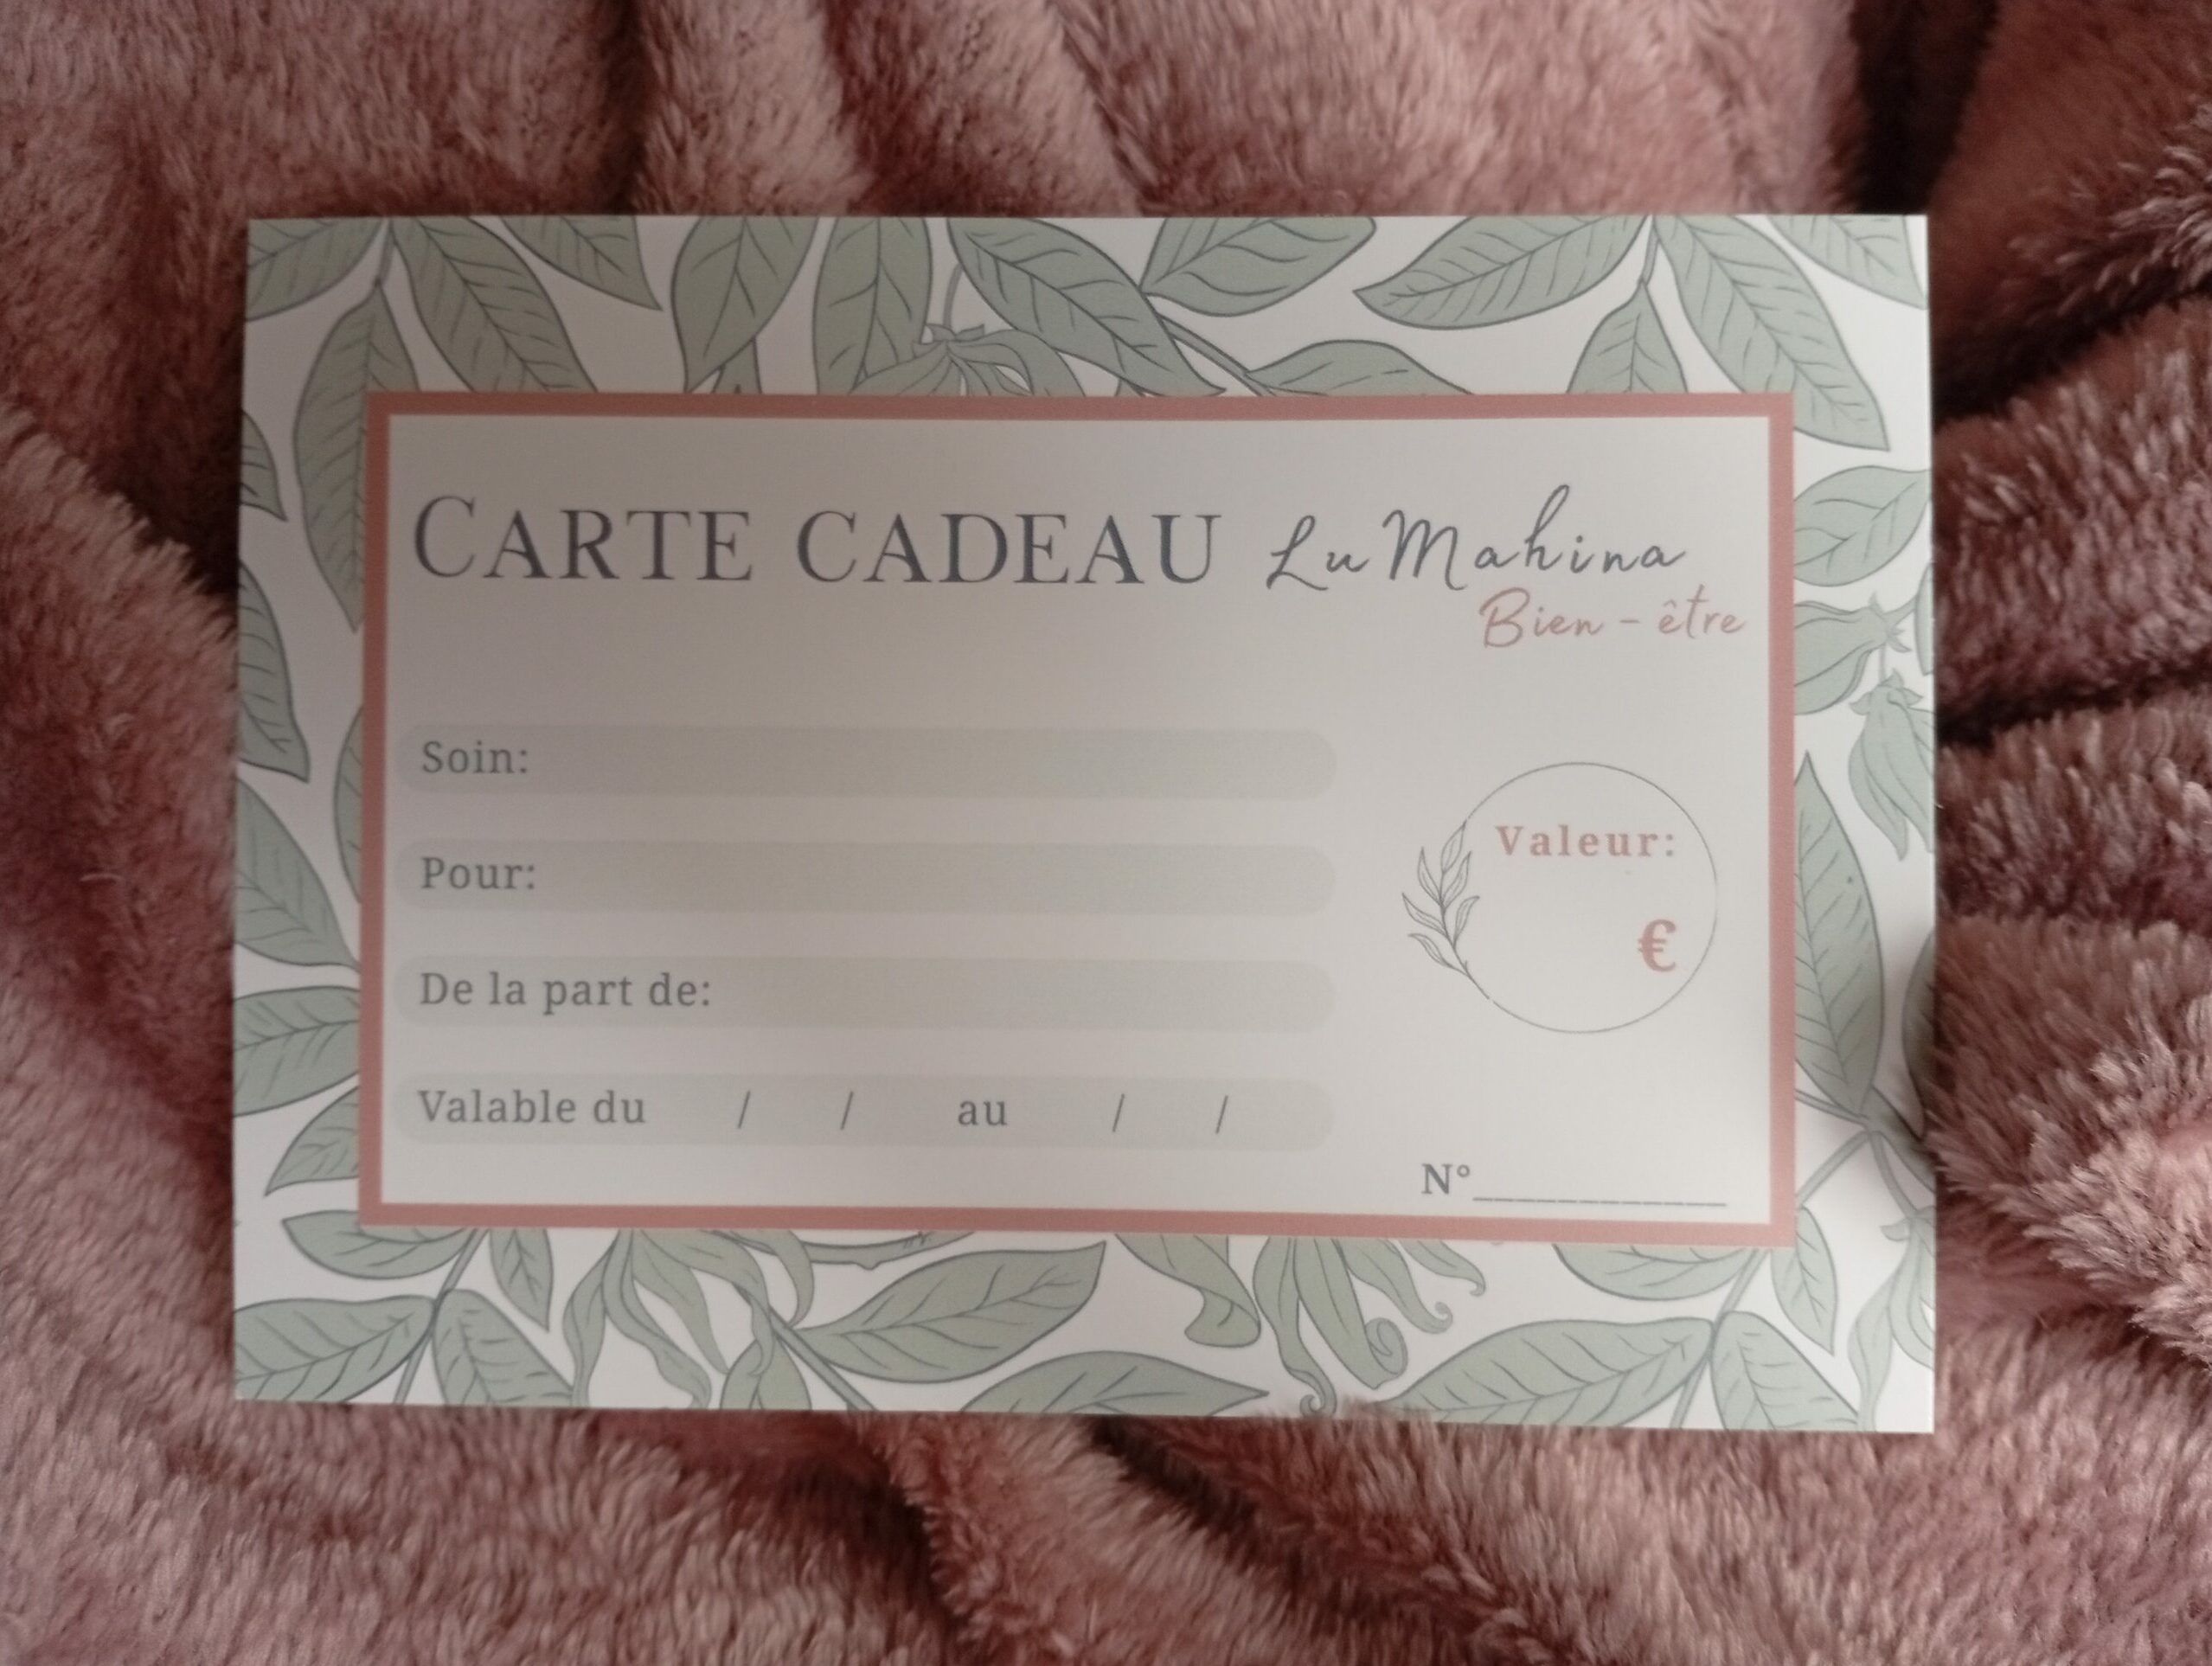 CARTE CADEAU LuMahina
Bien-être
Soin:
Pour:
De la part de:
Valable du / / au / /
Valeur:
€
N°